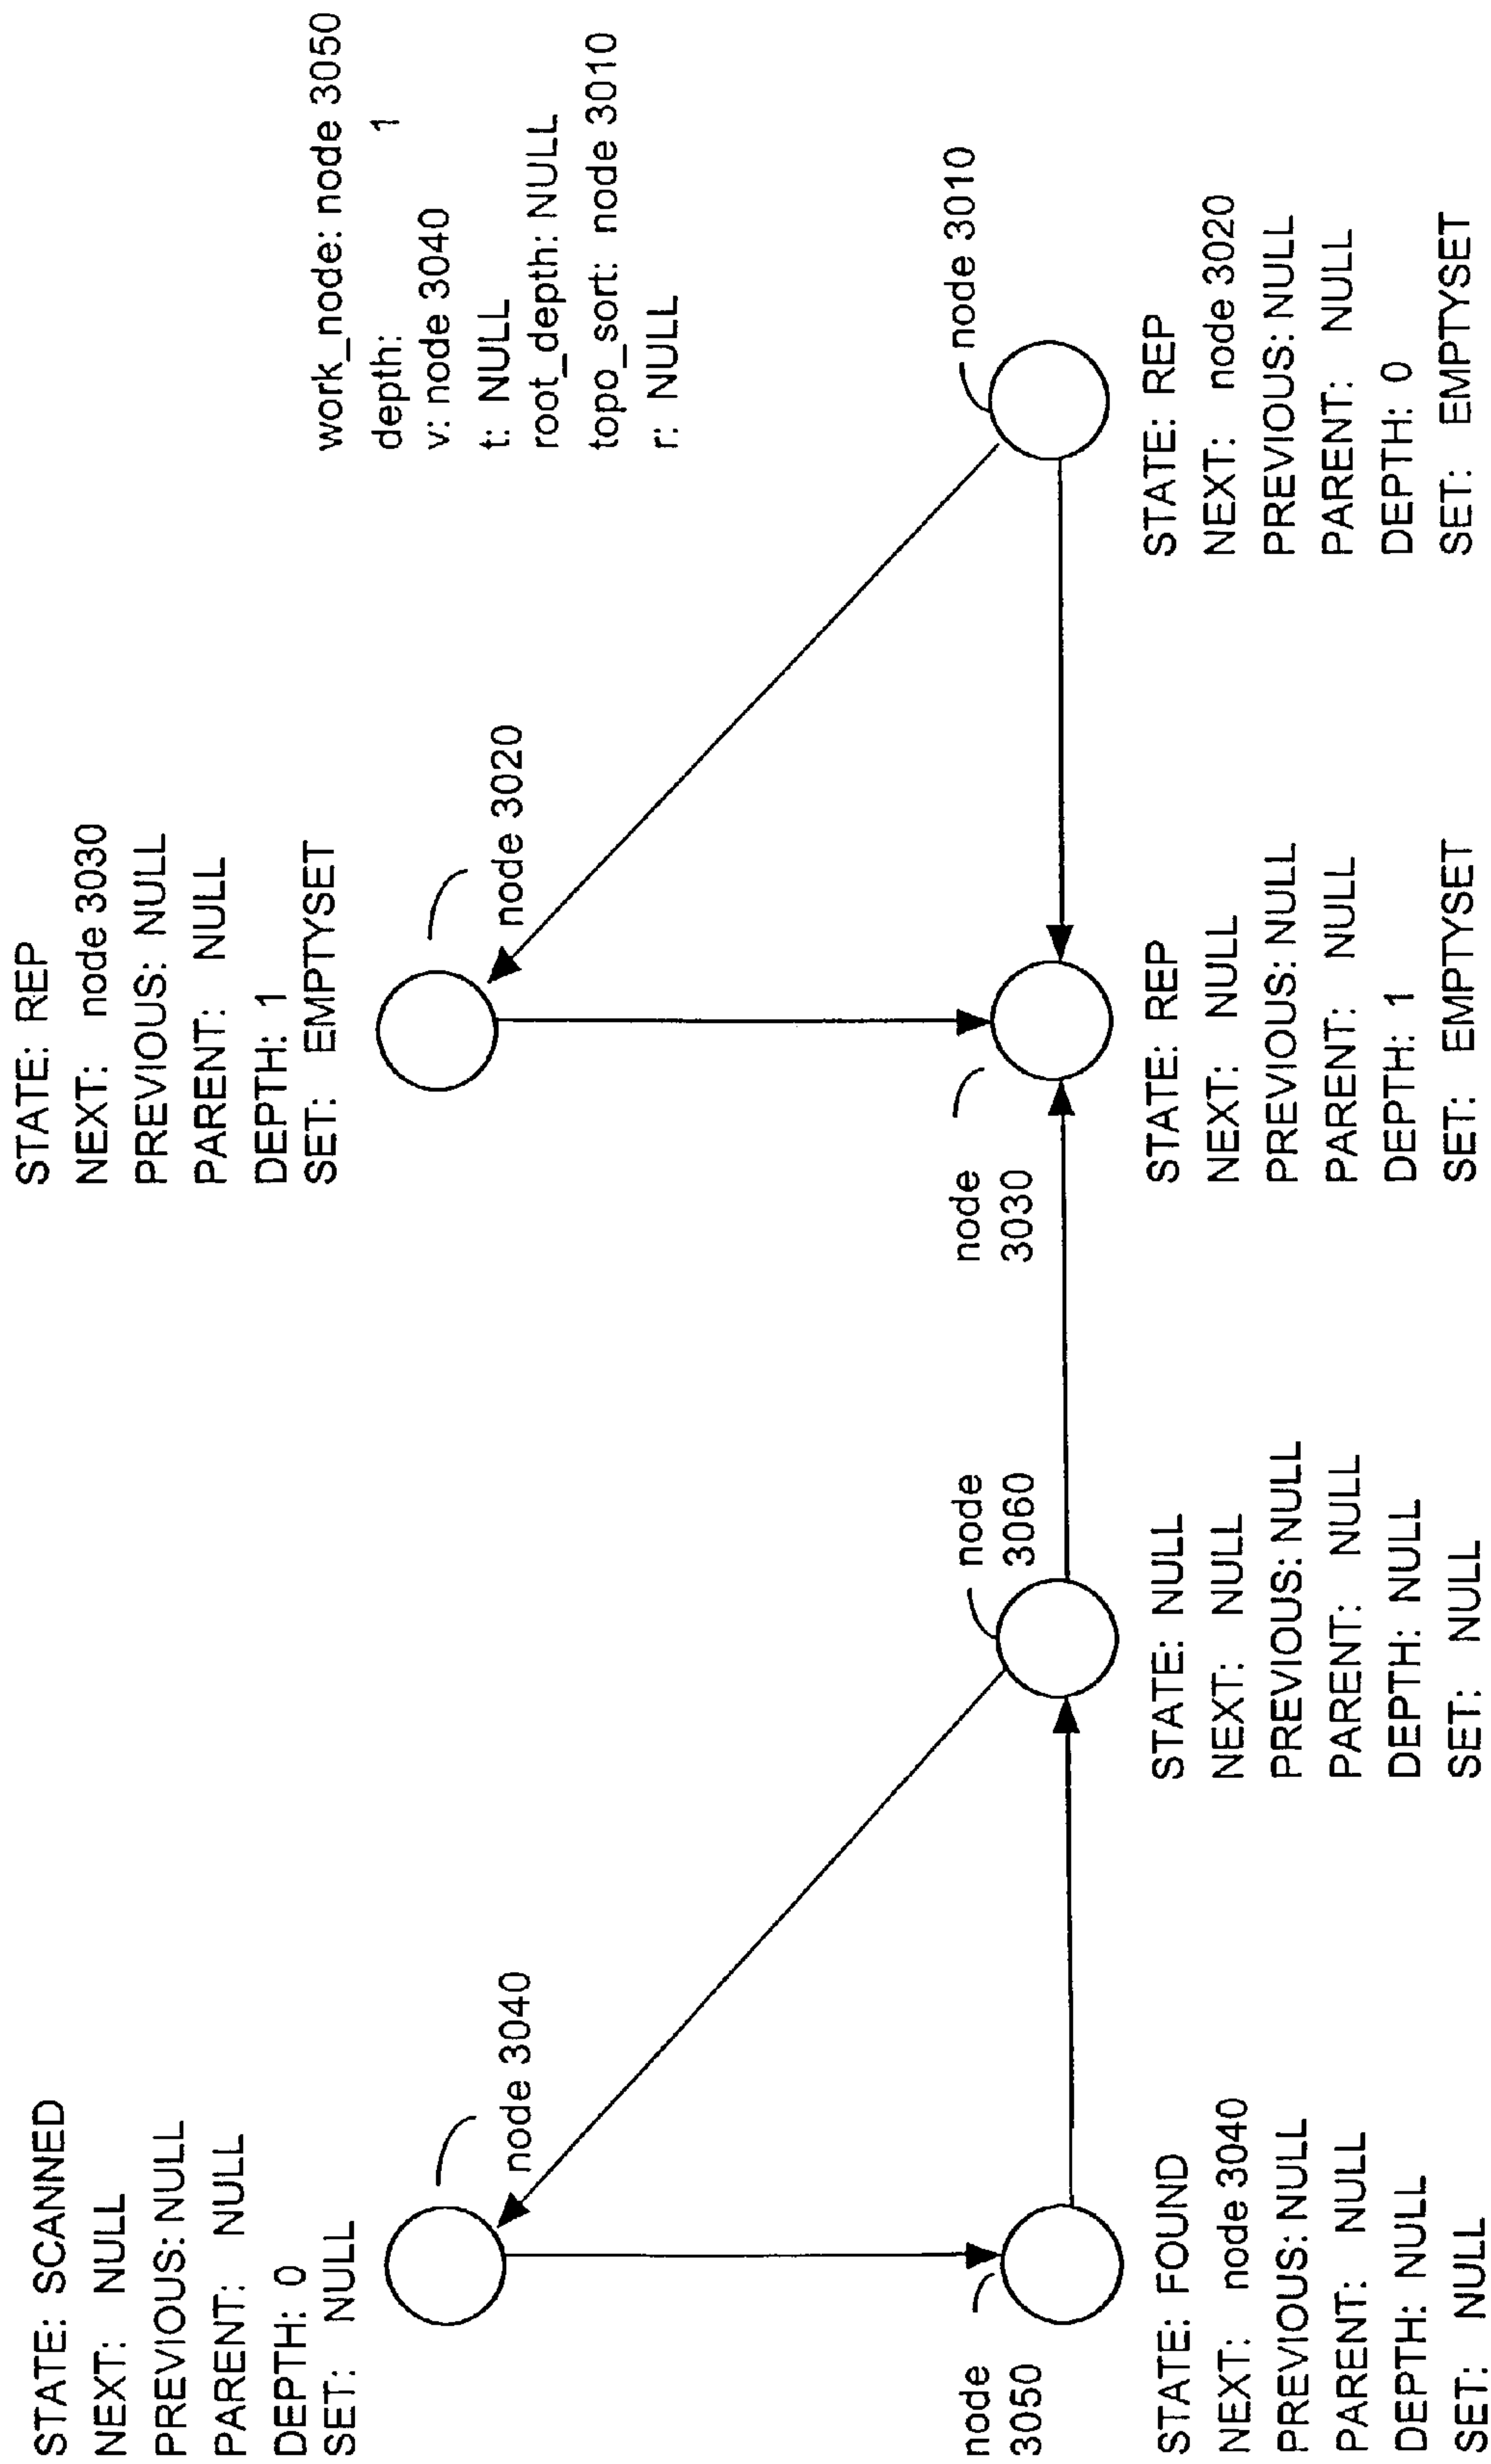 STATE: SCANNED
NEXT: NULL
PREVIOUS: NULL
PARENT: NULL
DEPTH: 0
SET: NULL
node 3040
STATE: REP
NEXT: node 3030
PREVIOUS: NULL
PARENT: NULL
DEPTH: 1
SET: EMPTYSET
node 3020
work_node: node 3050
depth: 1
v: node 3040
t: NULL
root_depth: NULL
topo_sort: node 3010
r: NULL
node
3050
STATE: FOUND
NEXT: node 3040
PREVIOUS: NULL
PARENT: NULL
DEPTH: NULL
SET: NULL
node
3060
STATE: NULL
NEXT: NULL
PREVIOUS: NULL
PARENT: NULL
DEPTH: NULL
SET: NULL
node
3030
STATE: REP
NEXT: NULL
PREVIOUS: NULL
PARENT: NULL
DEPTH: 1
SET: EMPTYSET
node 3010
STATE: REP
NEXT: node 3020
PREVIOUS: NULL
PARENT: NULL
DEPTH: 0
SET: EMPTYSET